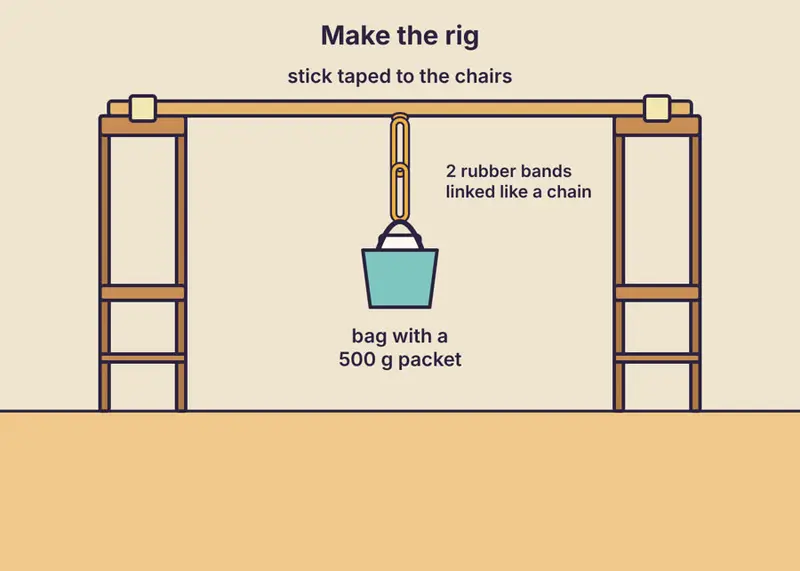 Make the rig
stick taped to the chairs
2 rubber bands
linked like a chain
bag with a
500 g packet